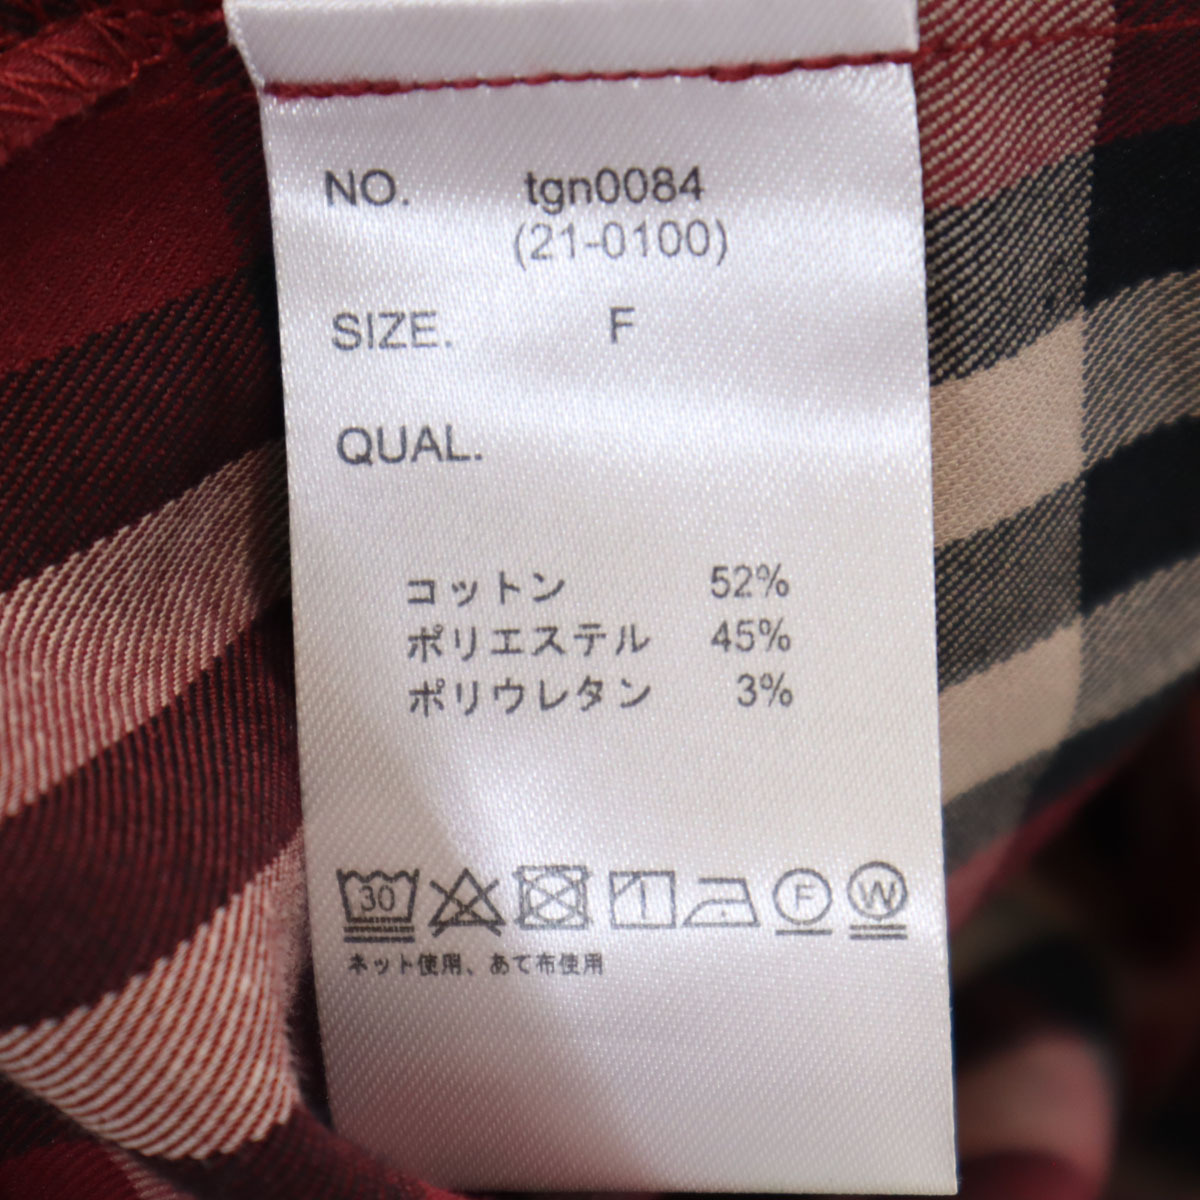 NO. tgn0084
(21-0100)
SIZE. F
QUAL.
コットン 52%
ポリエステル 45%
ポリウレタン 3%
30 F W
ネット使用、あて布使用